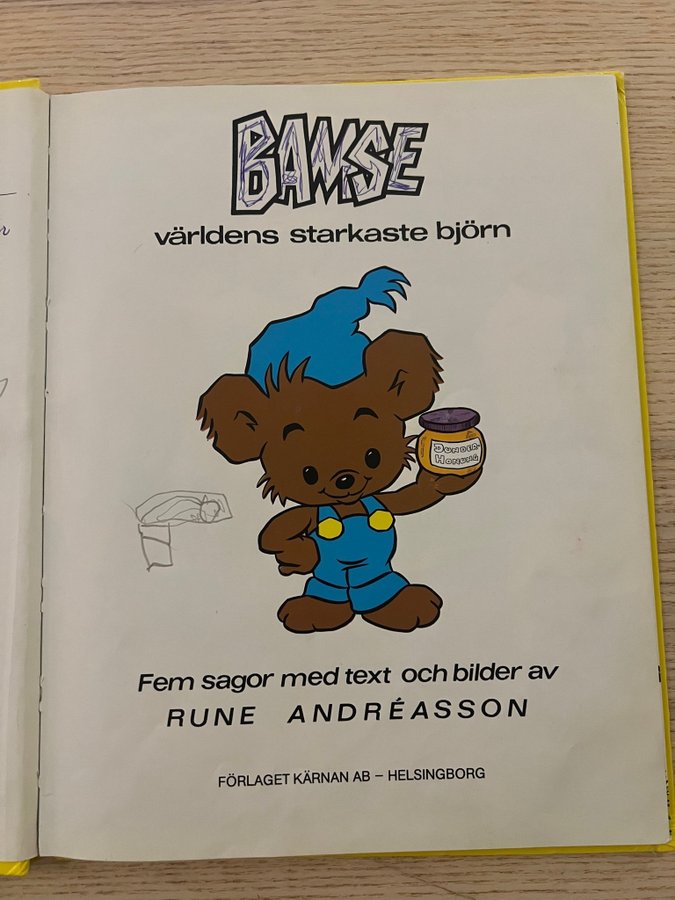 BAMSE
världens starkaste björn
DUNDER-
HONUNG
Fem sagor med text och bilder av
RUNE ANDRÉASSON
FÖRLAGET KÄRNAN AB – HELSINGBORG